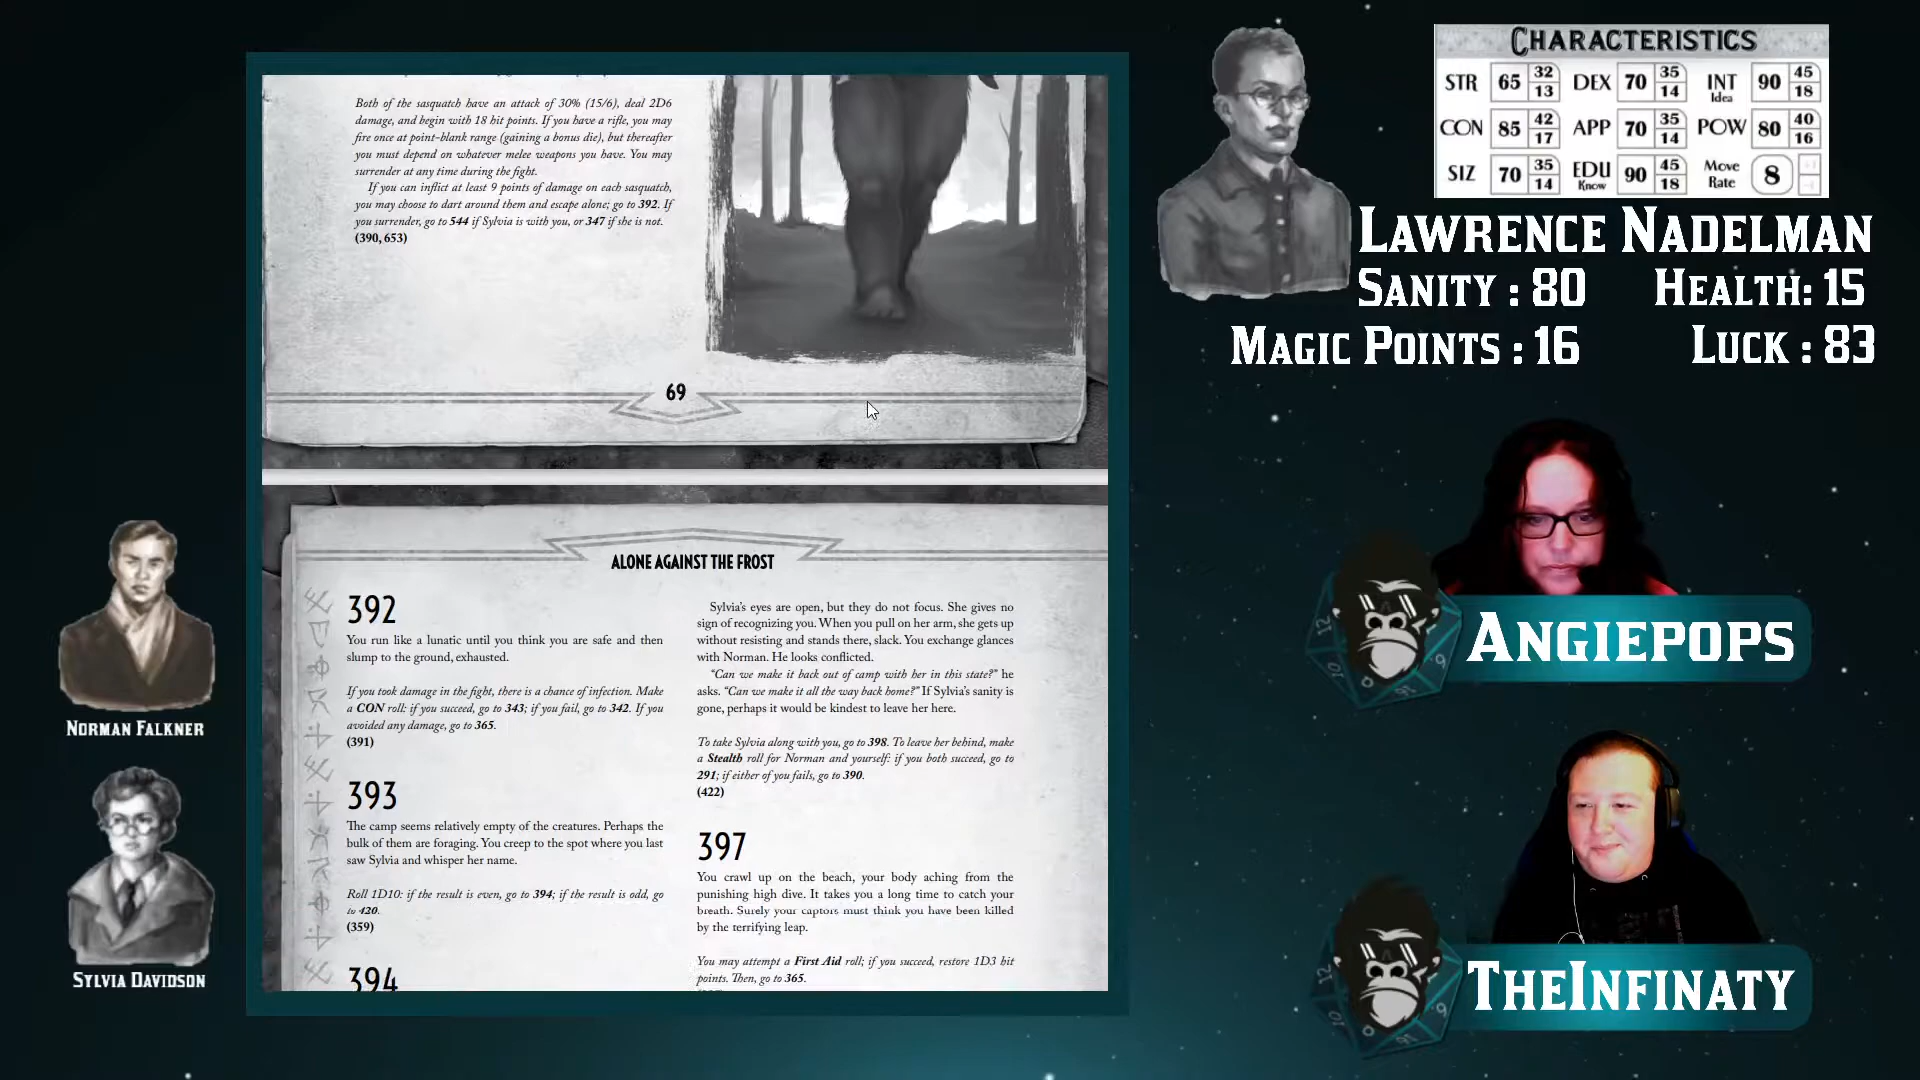 Both of the sasquatch have an attack of 30% (15/6), deal 2D6
damage, and begin with 18 hit points. If you have a rifle, you may
fire once at point-blank range (gaining a bonus die), but thereafter
you must depend on whatever melee weapons you have. You may
surrender at any time during the fight.
If you can inflict at least 9 points of damage on each sasquatch,
you may choose to dart around them and escape alone; go to 392. If
you surrender, go to 544 if Sylvia is with you, or 347 if she is not.
(390, 653)
69
ALONE AGAINST THE FROST
392
You run like a lunatic until you think you are safe and then
slump to the ground, exhausted.
If you took damage in the fight, there is a chance of infection. Make
a CON roll: if you succeed, go to 343; if you fail, go to 342. If you
avoided any damage, go to 365.
(391)
393
The camp seems relatively empty of the creatures. Perhaps the
bulk of them are foraging. You creep to the spot where you last
saw Sylvia and whisper her name.
Roll 1D10: if the result is even, go to 394; if the result is odd, go
to 420.
(359)
394
Sylvia's eyes are open, but they do not focus. She gives no
sign of recognizing you. When you pull on her arm, she gets up
without resisting and stands there, slack. You exchange glances
with Norman. He looks conflicted.
"Can we make it back out of camp with her in this state?" he
asks. "Can we make it all the way back home?" If Sylvia's sanity is
gone, perhaps it would be kindest to leave her here.
To take Sylvia along with you, go to 398. To leave her behind, make
a Stealth roll for Norman and yourself: if you both succeed, go to
291; if either of you fails, go to 390.
(422)
397
You crawl up on the beach, your body aching from the
punishing high dive. It takes you a long time to catch your
breath. Surely your captors must think you have been killed
by the terrifying leap.
You may attempt a First Aid roll; if you succeed, restore 1D3 hit
points. Then, go to 365.
NORMAN FALKNER
SYLVIA DAVIDSON
CHARACTERISTICS
STR 65 32 13 DEX 70 35 14 INT Idea 90 45 18
CON 85 42 17 APP 70 35 14 POW 80 40 16
SIZ 70 35 14 EDU Know 90 45 18 Move Rate 8
LAWRENCE NADELMAN
SANITY : 80 HEALTH: 15
MAGIC POINTS : 16 LUCK : 83
ANGIEPOPS
THEINFINATY